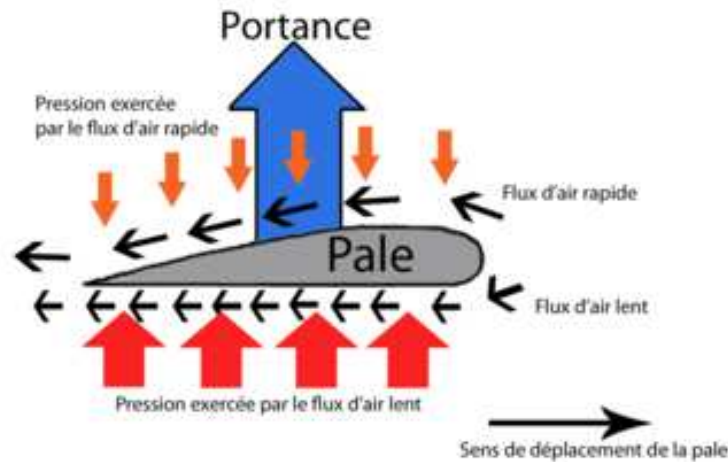 Portance
Pression exercée
par le flux d'air rapide
Flux d'air rapide
Pale
Flux d'air lent
Pression exercée par le flux d'air lent
Sens de déplacement de la pale